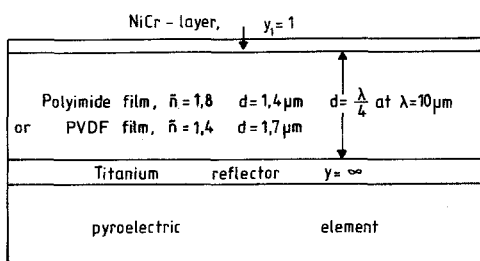 NiCr - layer, y₁ = 1
Polyimide film, ñ = 1,8 d = 1,4 µm d = λ/4 at λ = 10 µm
or PVDF film, ñ = 1,4 d = 1,7 µm
Titanium reflector y = ∞
pyroelectric element